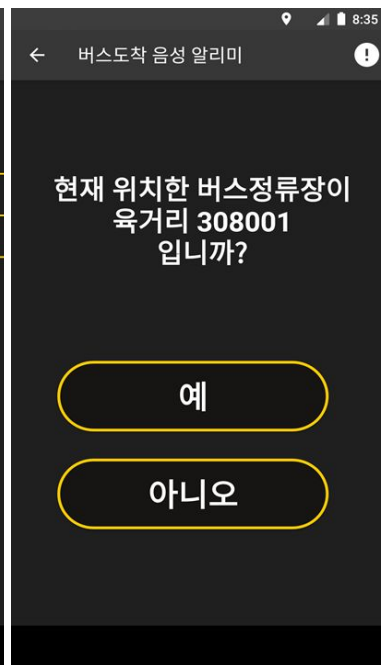 8:35
버스도착 음성 알리미
현재 위치한 버스정류장이
육거리 308001
입니까?
예
아니오